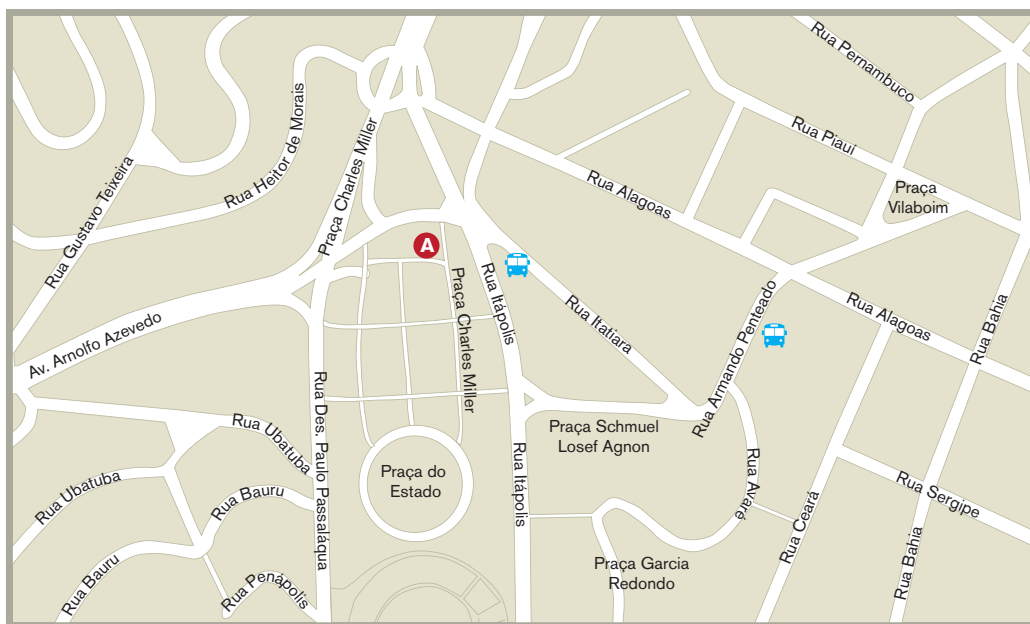 Rua Pernambuco
Rua Piaui
Rua Heitor de Morais
Praça Charles Miller
Rua Gustavo Teixeira
Rua Alagoas
Praça
Vilaboim
A
Rua Itápolis
Praça Charles Miller
Rua Itatiara
Rua Armando Penteado
Rua Alagoas
Rua Bahia
Av. Arnolfo Azevedo
Rua Des. Paulo Passaláqua
Rua Ubatuba
Praça Schmuel
Losef Agnon
Praça do
Estado
Rua Itápolis
Rua Avaré
Rua Ubatuba
Rua Bauru
Rua Ceará
Rua Sergipe
Rua Bahia
Praça Garcia
Redondo
Rua Bauru
Rua Penápolis